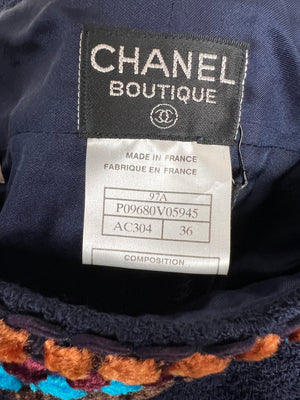 CHANEL
BOUTIQUE
MADE IN FRANCE
FABRIQUE EN FRANCE
97A
P09680V05945
AC304 36
COMPOSITION